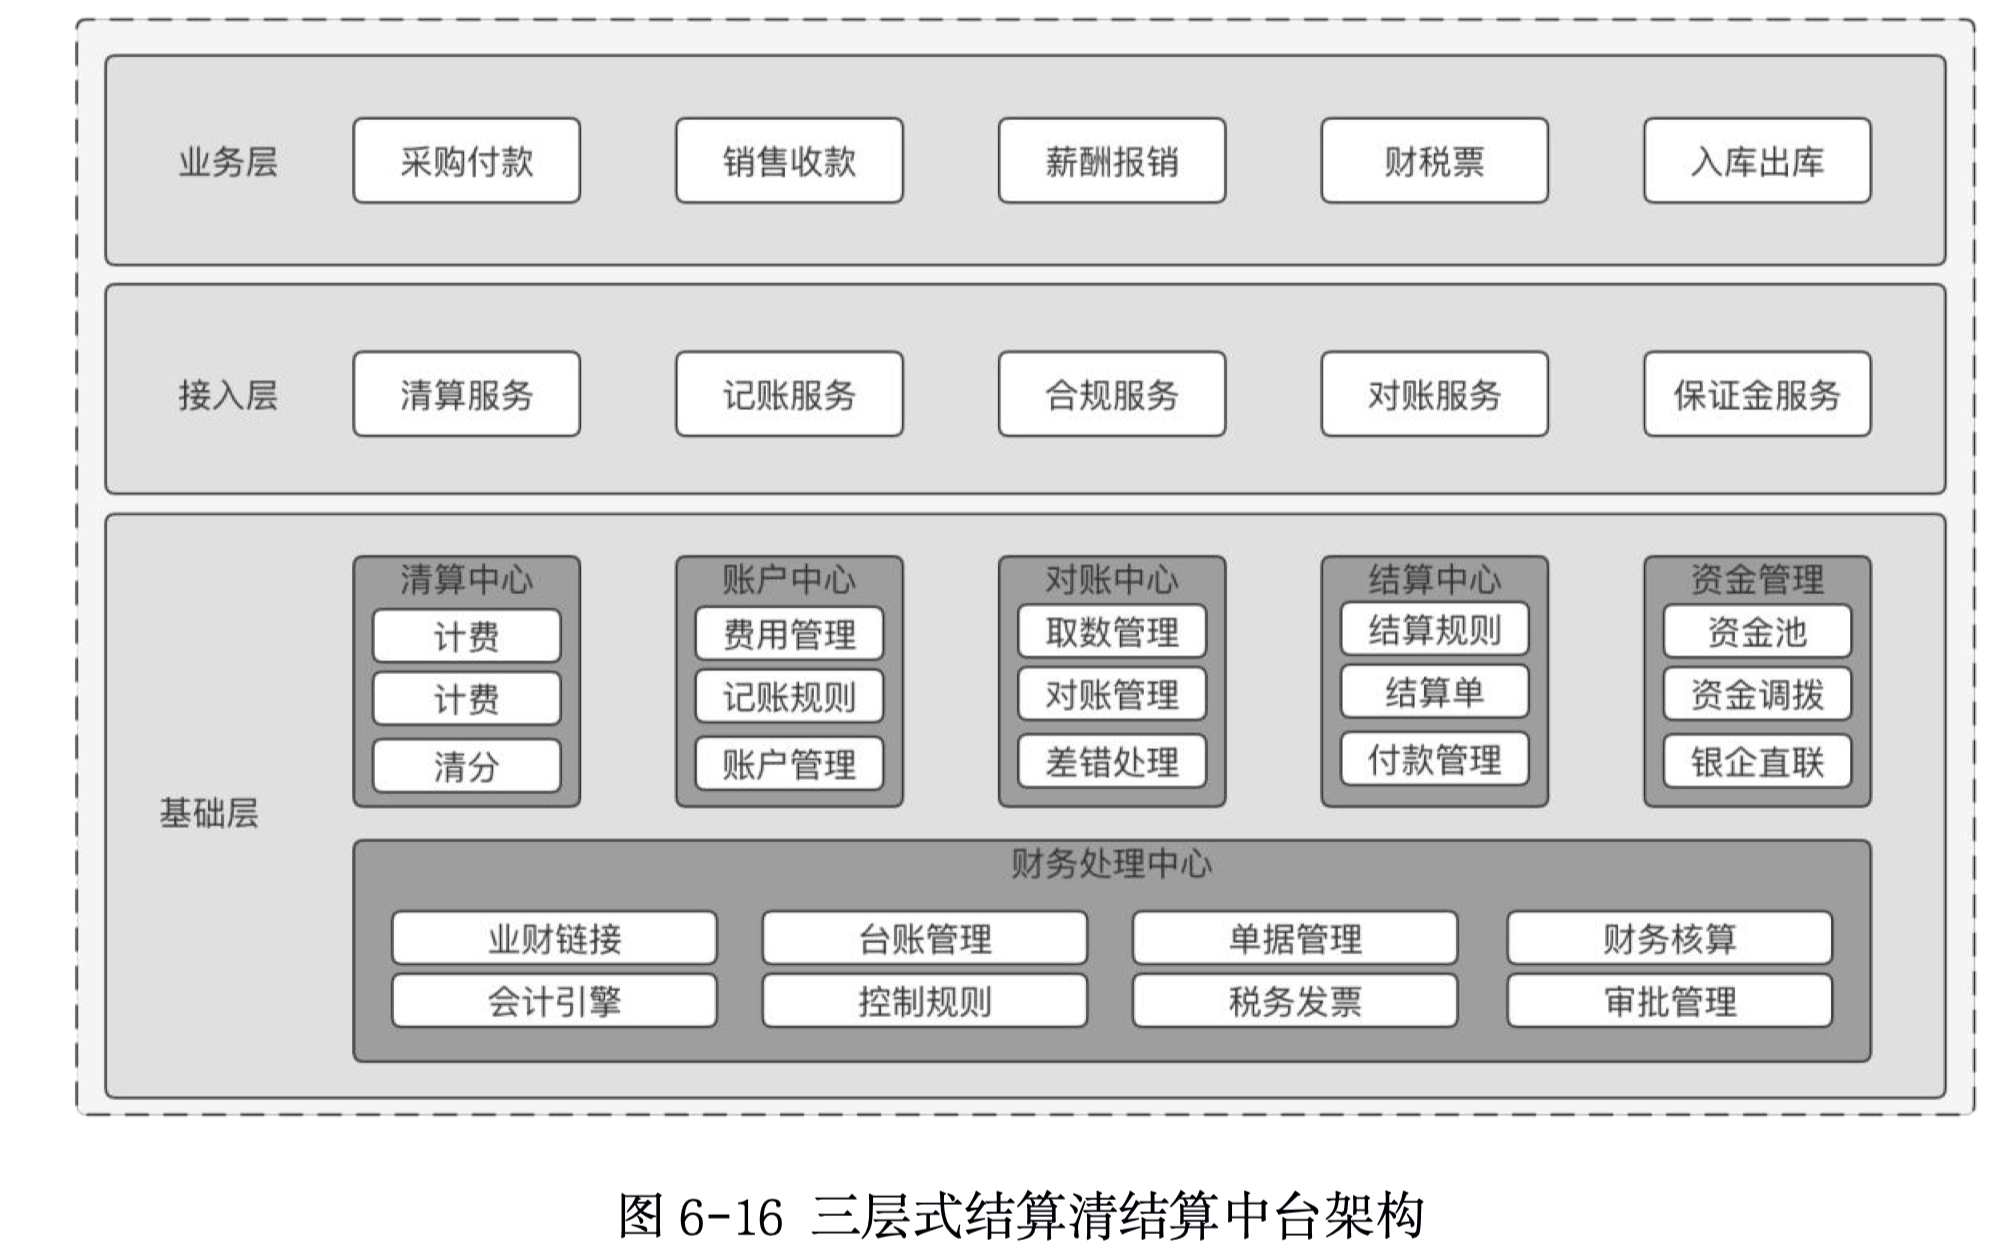 业务层 采购付款 销售收款 薪酬报销 财税票 入库出库
接入层 清算服务 记账服务 合规服务 对账服务 保证金服务
基础层
清算中心
计费
计费
清分
账户中心
费用管理
记账规则
账户管理
对账中心
取数管理
对账管理
差错处理
结算中心
结算规则
结算单
付款管理
资金管理
资金池
资金调拨
银企直联
财务处理中心
业财链接 台账管理 单据管理 财务核算
会计引擎 控制规则 税务发票 审批管理
图 6-16 三层式结算清结算中台架构